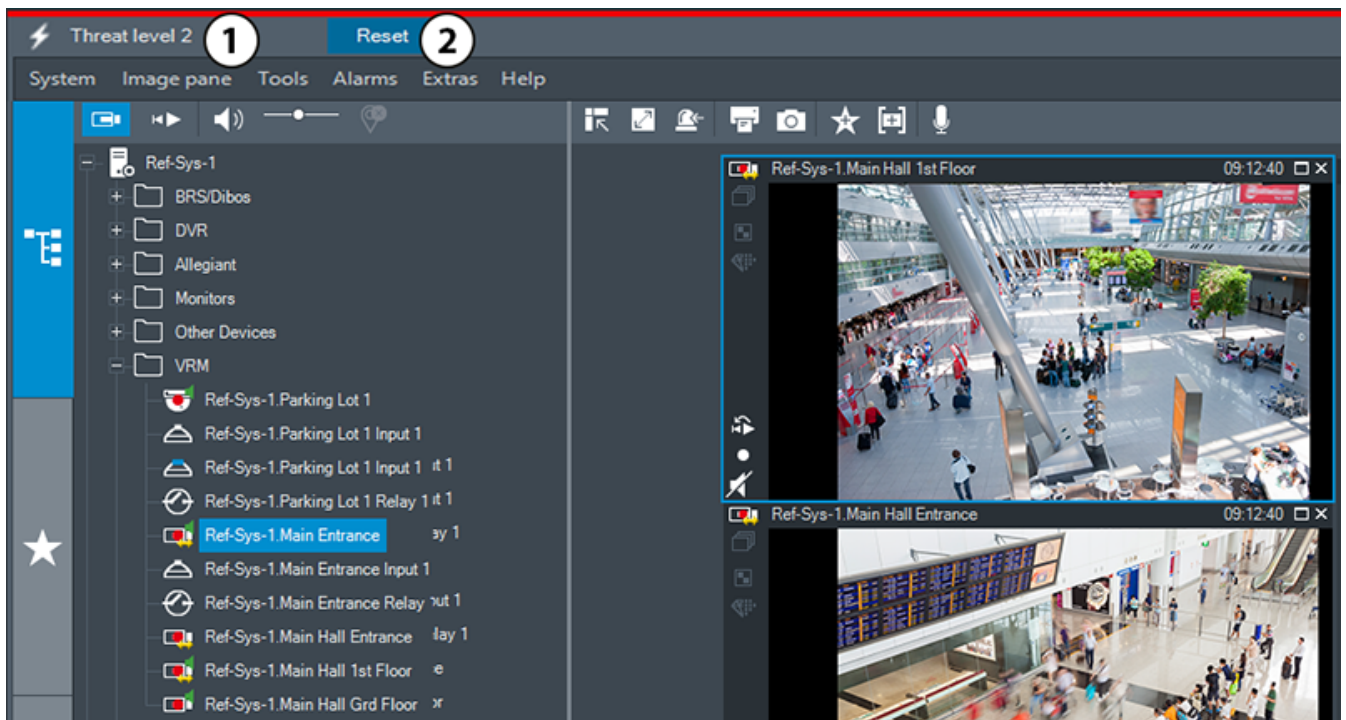 Threat level 2 1 Reset 2
System Image pane Tools Alarms Extras Help
Ref-Sys-1
BRS/Dibos
DVR
Allegiant
Monitors
Other Devices
VRM
Ref-Sys-1.Parking Lot 1
Ref-Sys-1.Parking Lot 1 Input 1
Ref-Sys-1.Parking Lot 1 Input 1
Ref-Sys-1.Parking Lot 1 Relay 1
Ref-Sys-1.Main Entrance
Ref-Sys-1.Main Entrance Input 1
Ref-Sys-1.Main Entrance Relay
Ref-Sys-1.Main Hall Entrance
Ref-Sys-1.Main Hall 1st Floor
Ref-Sys-1.Main Hall Grd Floor
Ref-Sys-1.Main Hall 1st Floor 09:12:40
Ref-Sys-1.Main Hall Entrance 09:12:40